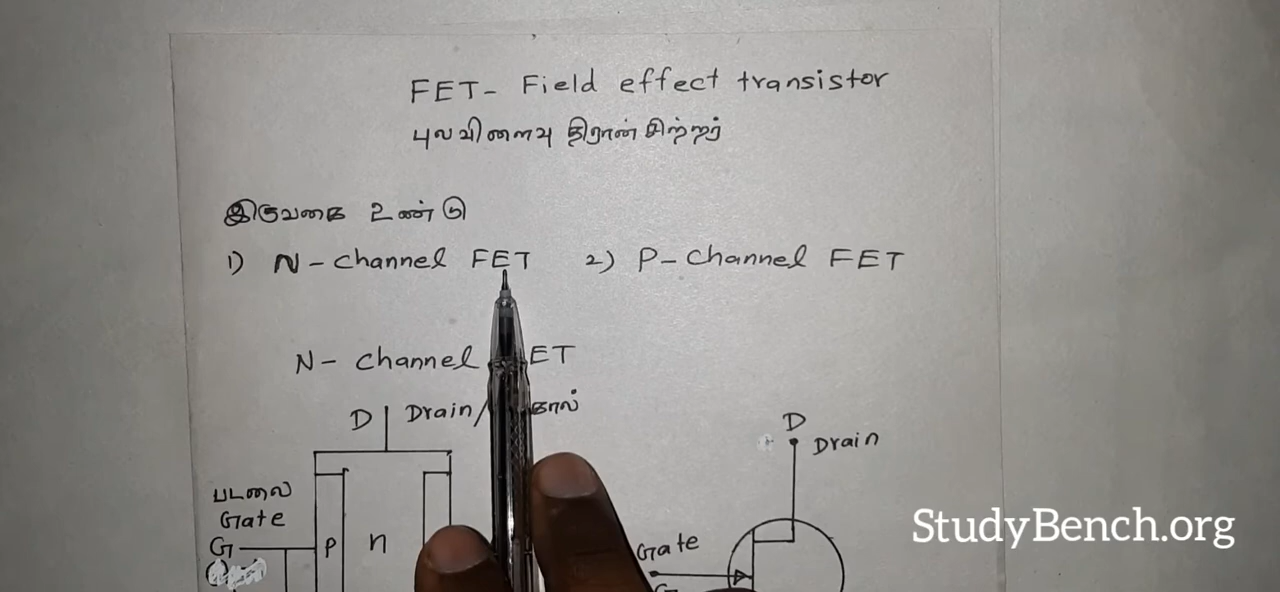 FET- Field effect transistor
புலவிளைவு திரான்சிற்றர்
இருவகை உண்டு
1) N-channel FET 2) P-channel FET
N-channel ET
D Drain/
D
Drain
படலை
Gate
G
P n
Gate
G
StudyBench.org